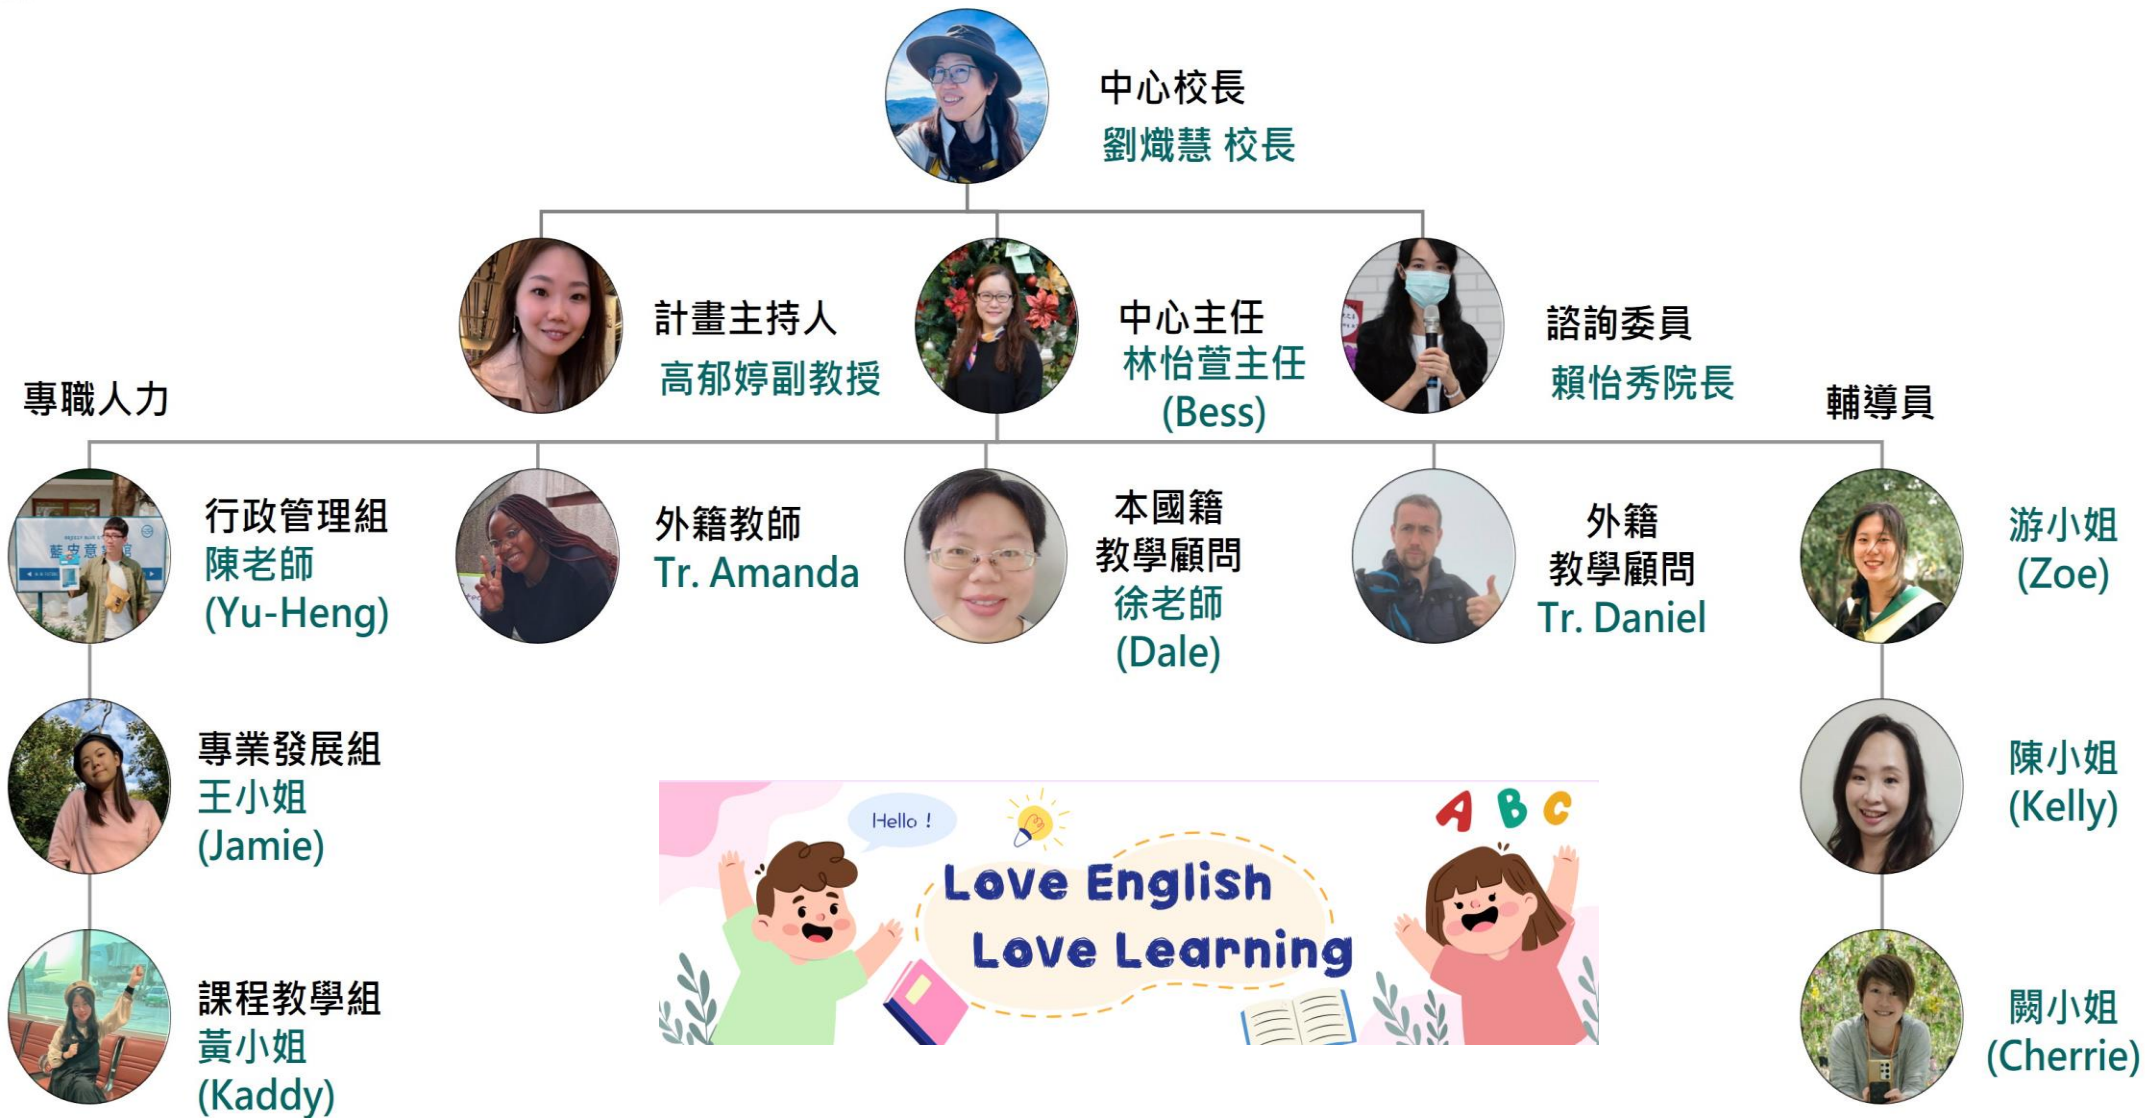 中心校長
劉熾慧 校長
計畫主持人
高郁婷副教授
中心主任
林怡萱主任
(Bess)
諮詢委員
賴怡秀院長
專職人力
輔導員
行政管理組
陳老師
(Yu-Heng)
外籍教師
Tr. Amanda
本國籍
教學顧問
徐老師
(Dale)
外籍
教學顧問
Tr. Daniel
游小姐
(Zoe)
專業發展組
王小姐
(Jamie)
陳小姐
(Kelly)
課程教學組
黃小姐
(Kaddy)
闕小姐
(Cherrie)
Hello !
A B C
Love English
Love Learning